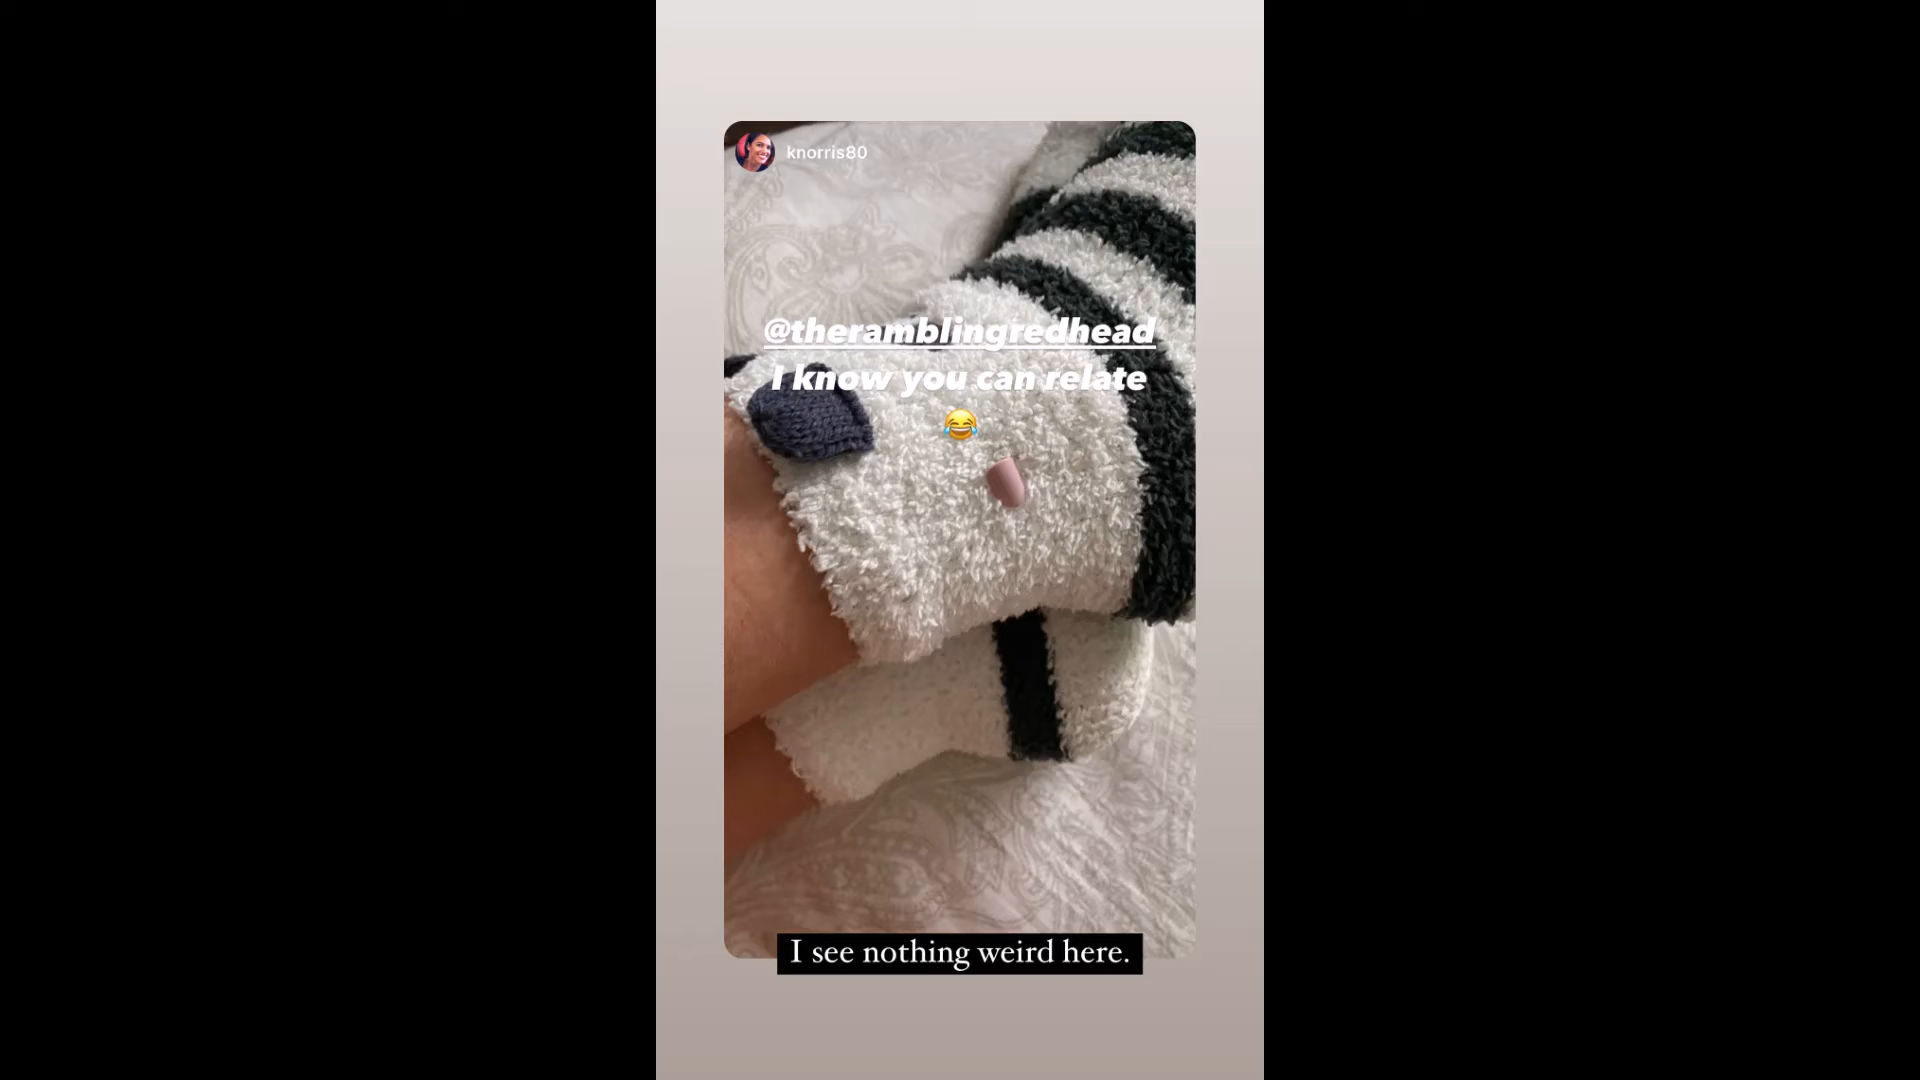 knorris80
@theramblingredhead
I know you can relate
😂
I see nothing weird here.